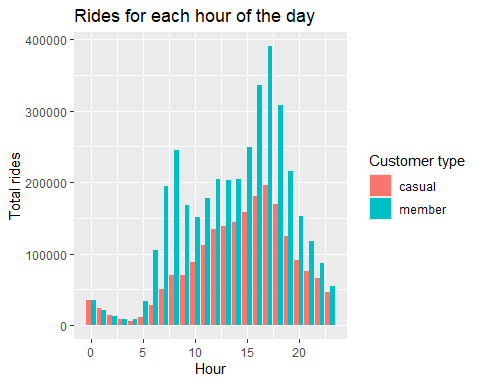 Rides for each hour of the day
400000
300000
200000
100000
0
Total rides
0 5 10 15 20
Hour
Customer type
casual
member